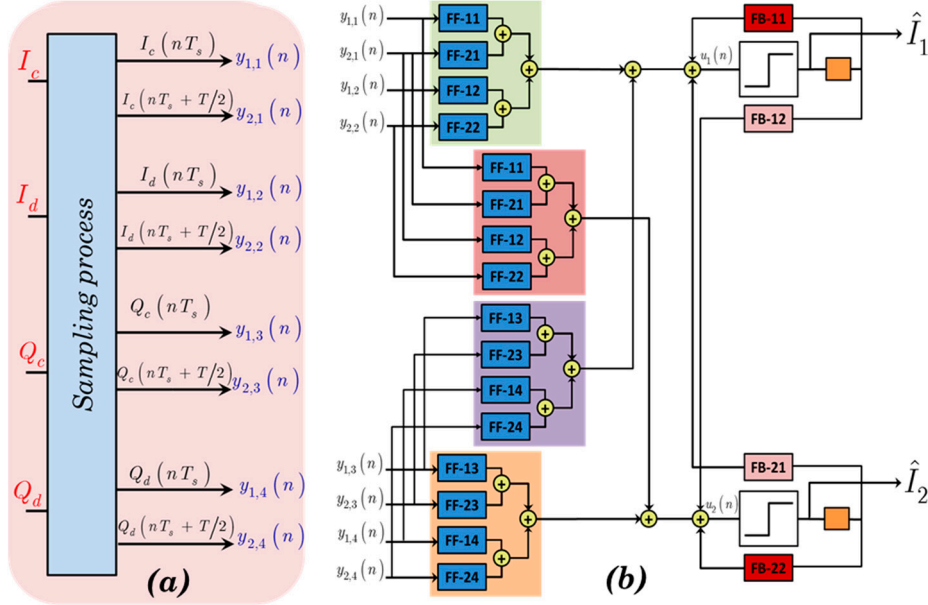 I_c
I_d
Q_c
Q_d
Sampling process
I_c(nT_s)
y_{1,1}(n)
I_c(nT_s + T/2)
y_{2,1}(n)
I_d(nT_s)
y_{1,2}(n)
I_d(nT_s + T/2)
y_{2,2}(n)
Q_c(nT_s)
y_{1,3}(n)
Q_c(nT_s + T/2)
y_{2,3}(n)
Q_d(nT_s)
y_{1,4}(n)
Q_d(nT_s + T/2)
y_{2,4}(n)
(a)
y_{1,1}(n)
y_{2,1}(n)
y_{1,2}(n)
y_{2,2}(n)
FF-11
+
FF-21
+
FF-12
+
FF-22
+
+
u_1(n)
FB-11
FB-12
Î_1
FF-11
+
FF-21
+
FF-12
+
FF-22
FF-13
+
FF-23
+
FF-14
+
FF-24
y_{1,3}(n)
y_{2,3}(n)
y_{1,4}(n)
y_{2,4}(n)
FF-13
+
FF-23
+
FF-14
+
FF-24
+
+
u_2(n)
FB-21
FB-22
Î_2
(b)